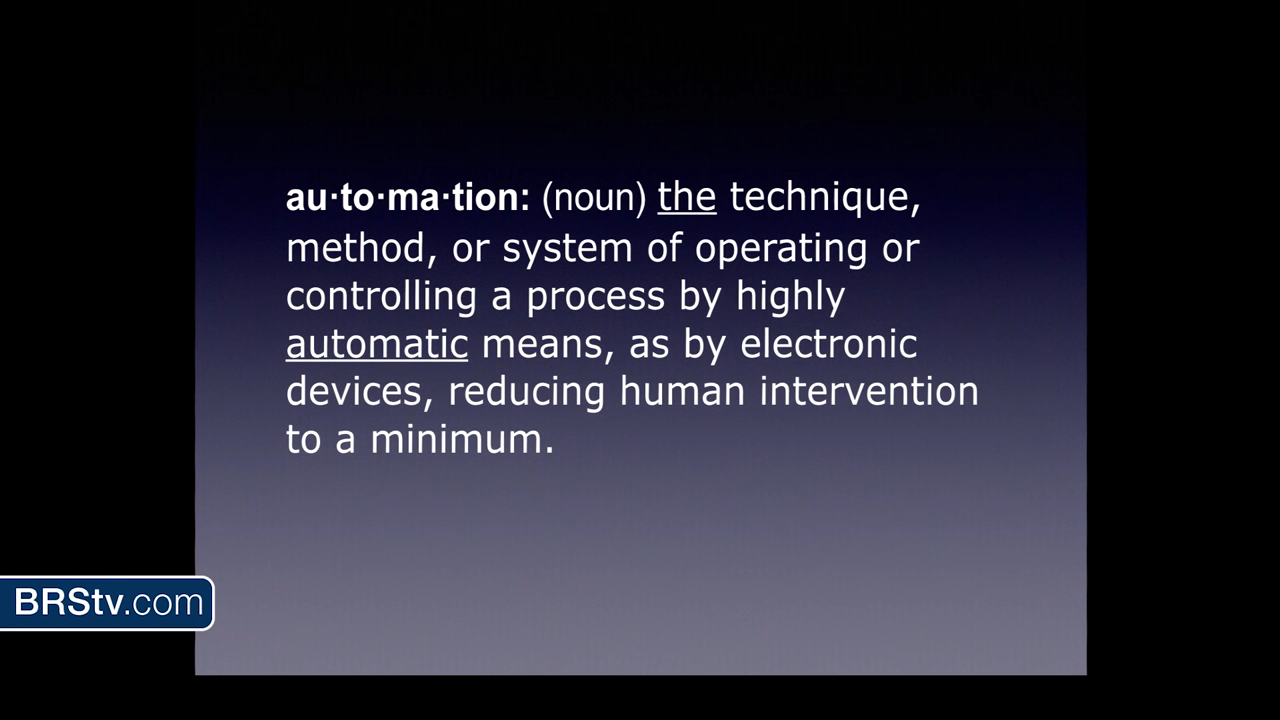 au·to·ma·tion: (noun) the technique,
method, or system of operating or
controlling a process by highly
automatic means, as by electronic
devices, reducing human intervention
to a minimum.
BRStv.com